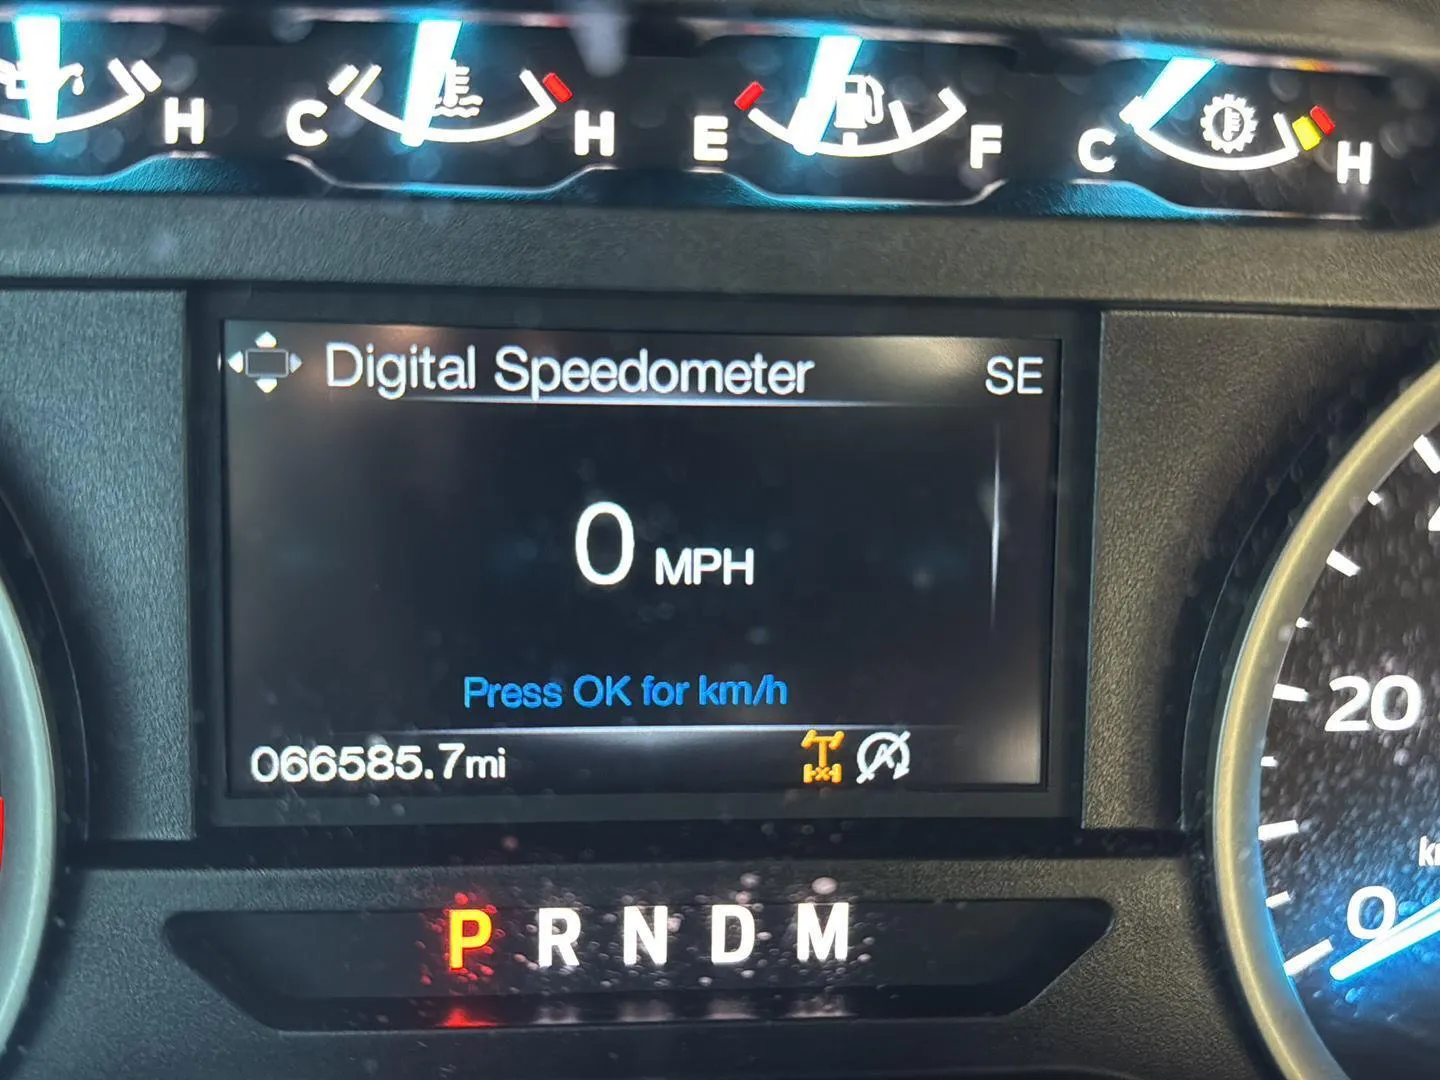 H C H E F C H
Digital Speedometer SE
0 MPH
Press OK for km/h
066585.7mi
20
0
P R N D M